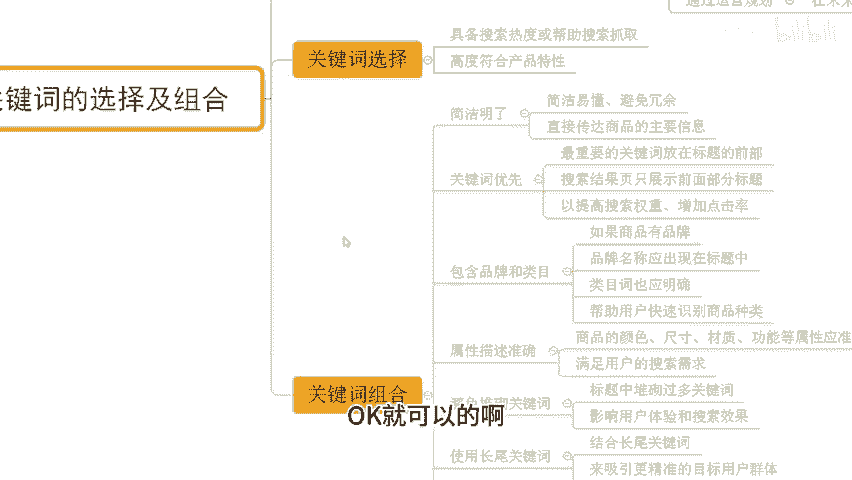 通过运营规划
在未来
bilibili
具备搜索热度或帮助搜索抓取
关键词选择
高度符合产品特性
键词的选择及组合
简洁明了
简洁易懂、避免冗余
直接传达商品的主要信息
最重要的关键词放在标题的前部
关键词优先
搜索结果页只展示前面部分标题
以提高搜索权重、增加点击率
如果商品有品牌
品牌名称应出现在标题中
包含品牌和类目
类目词也应明确
帮助用户快速识别商品种类
商品的颜色、尺寸、材质、功能等属性应准
属性描述准确
满足用户的搜索需求
关键词组合
标题中堆砌过多关键词
避免堆砌关键词
OK就可以的啊
影响用户体验和搜索效果
结合长尾关键词
使用长尾关键词
来吸引更精准的目标用户群体